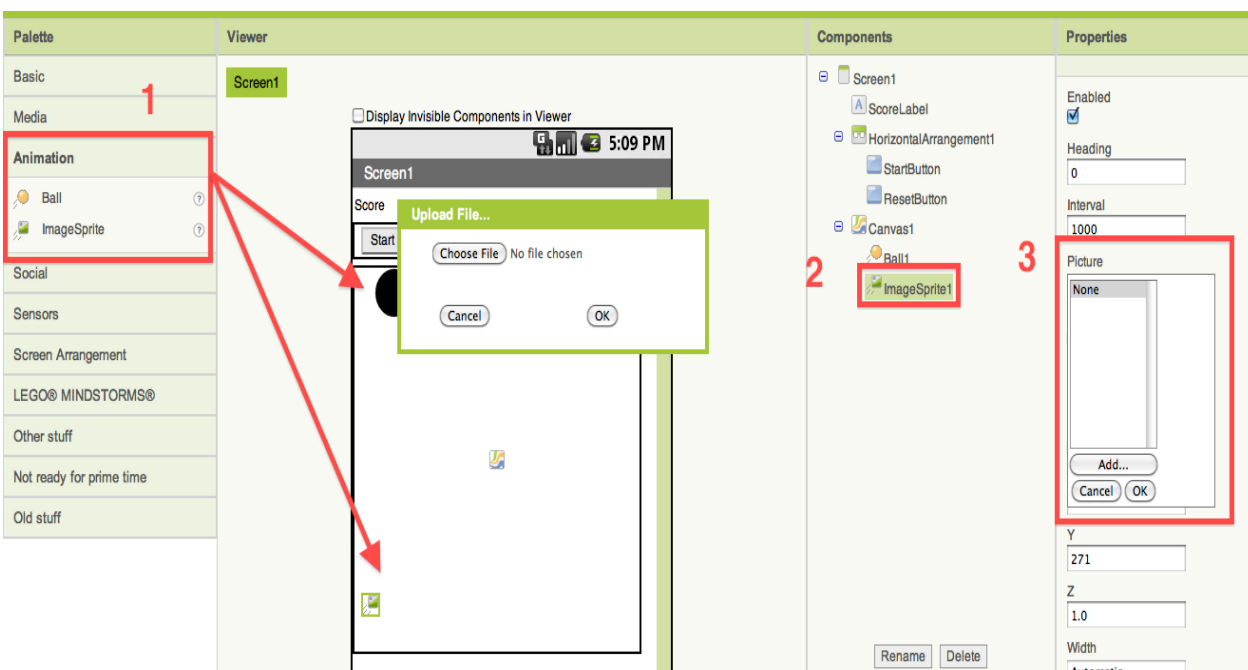 Palette
Basic
Media
Animation
Ball
?
ImageSprite
?
Social
Sensors
Screen Arrangement
LEGO® MINDSTORMS®
Other stuff
Not ready for prime time
Old stuff
1
Viewer
Screen1
Display Invisible Components in Viewer
G 5:09 PM
Screen1
Score
Start
Upload File...
Choose File No file chosen
Cancel OK
Components
Screen1
A ScoreLabel
HorizontalArrangement1
StartButton
ResetButton
Canvas1
Ball1
2
ImageSprite1
Rename Delete
Properties
Enabled
Heading
0
Interval
1000
3
Picture
None
Add...
Cancel OK
Y
271
Z
1.0
Width